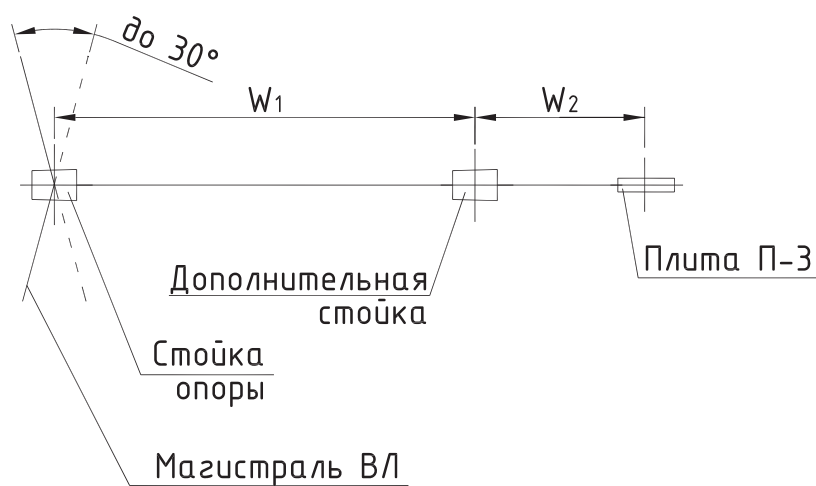 до 30°
W1
W2
Плита П-3
Дополнительная
стойка
Стойка
опоры
Магистраль ВЛ